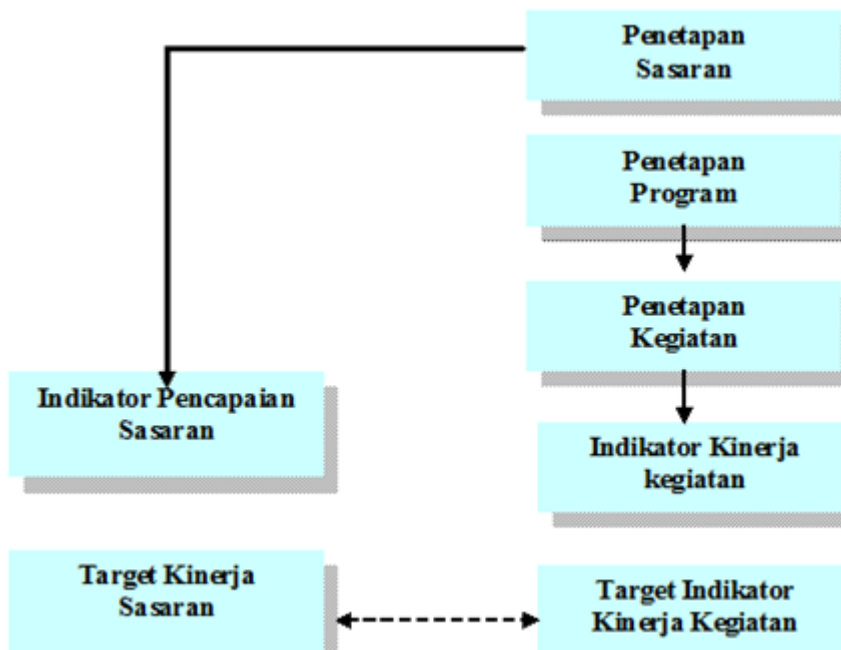 Penetapan
Sasaran
Penetapan
Program
Penetapan
Kegiatan
Indikator Pencapaian
Sasaran
Indikator Kinerja
kegiatan
Target Kinerja
Sasaran
Target Indikator
Kinerja Kegiatan